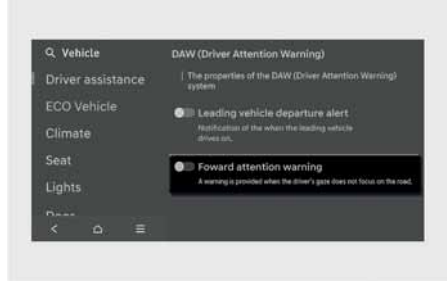 Vehicle
Driver assistance
ECO Vehicle
Climate
Seat
Lights
DAW (Driver Attention Warning)
The properties of the DAW (Driver Attention Warning)
system
Leading vehicle departure alert
Notification of the when the leading vehicle
drives on.
Foward attention warning
A warning is provided when the driver's gaze does not focus on the road.